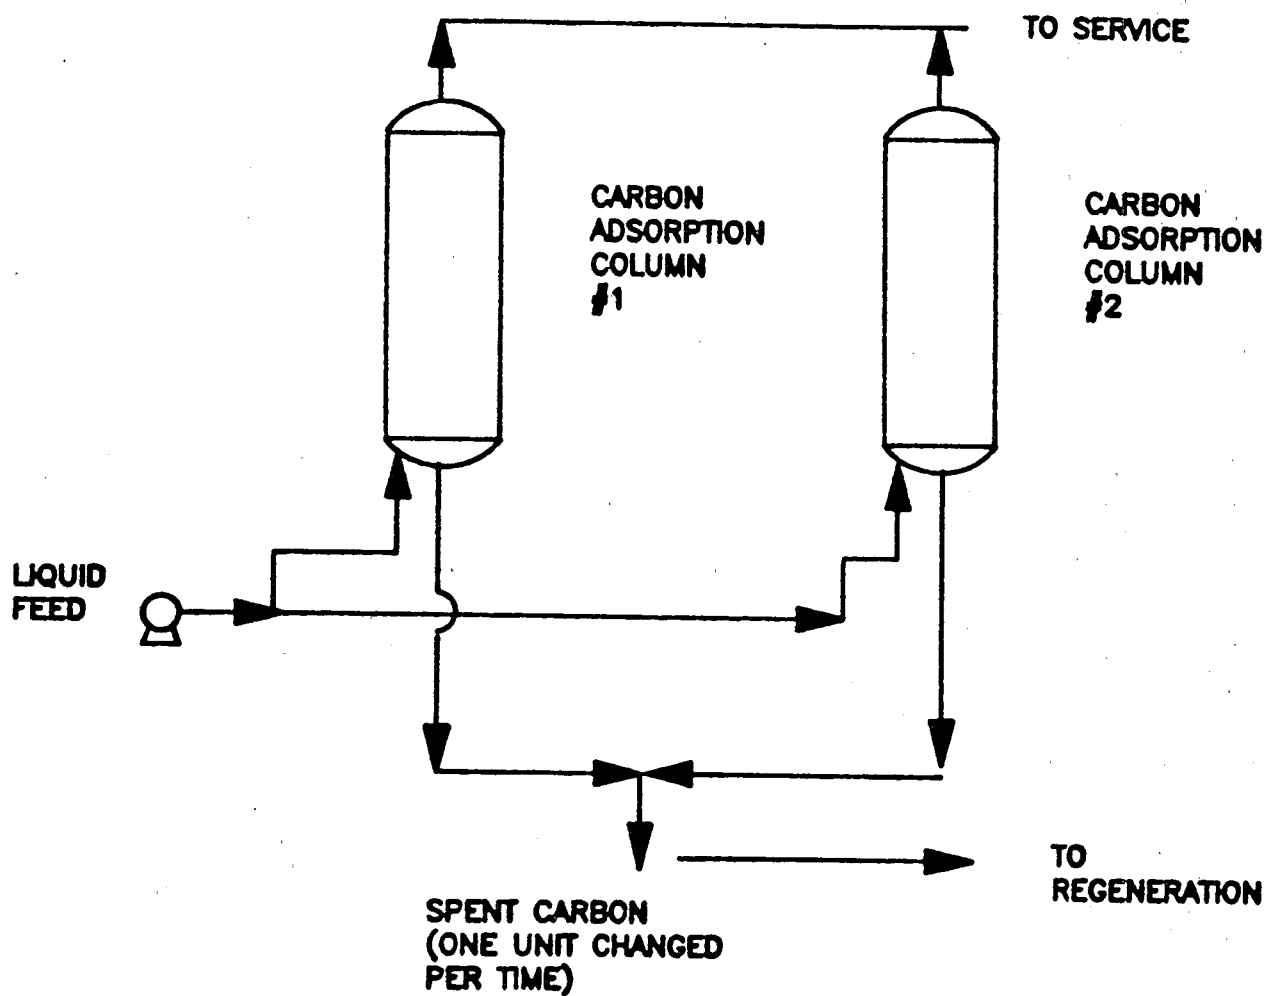 TO SERVICE
CARBON
ADSORPTION
COLUMN
#1
CARBON
ADSORPTION
COLUMN
#2
LIQUID
FEED
TO
REGENERATION
SPENT CARBON
(ONE UNIT CHANGED
PER TIME)